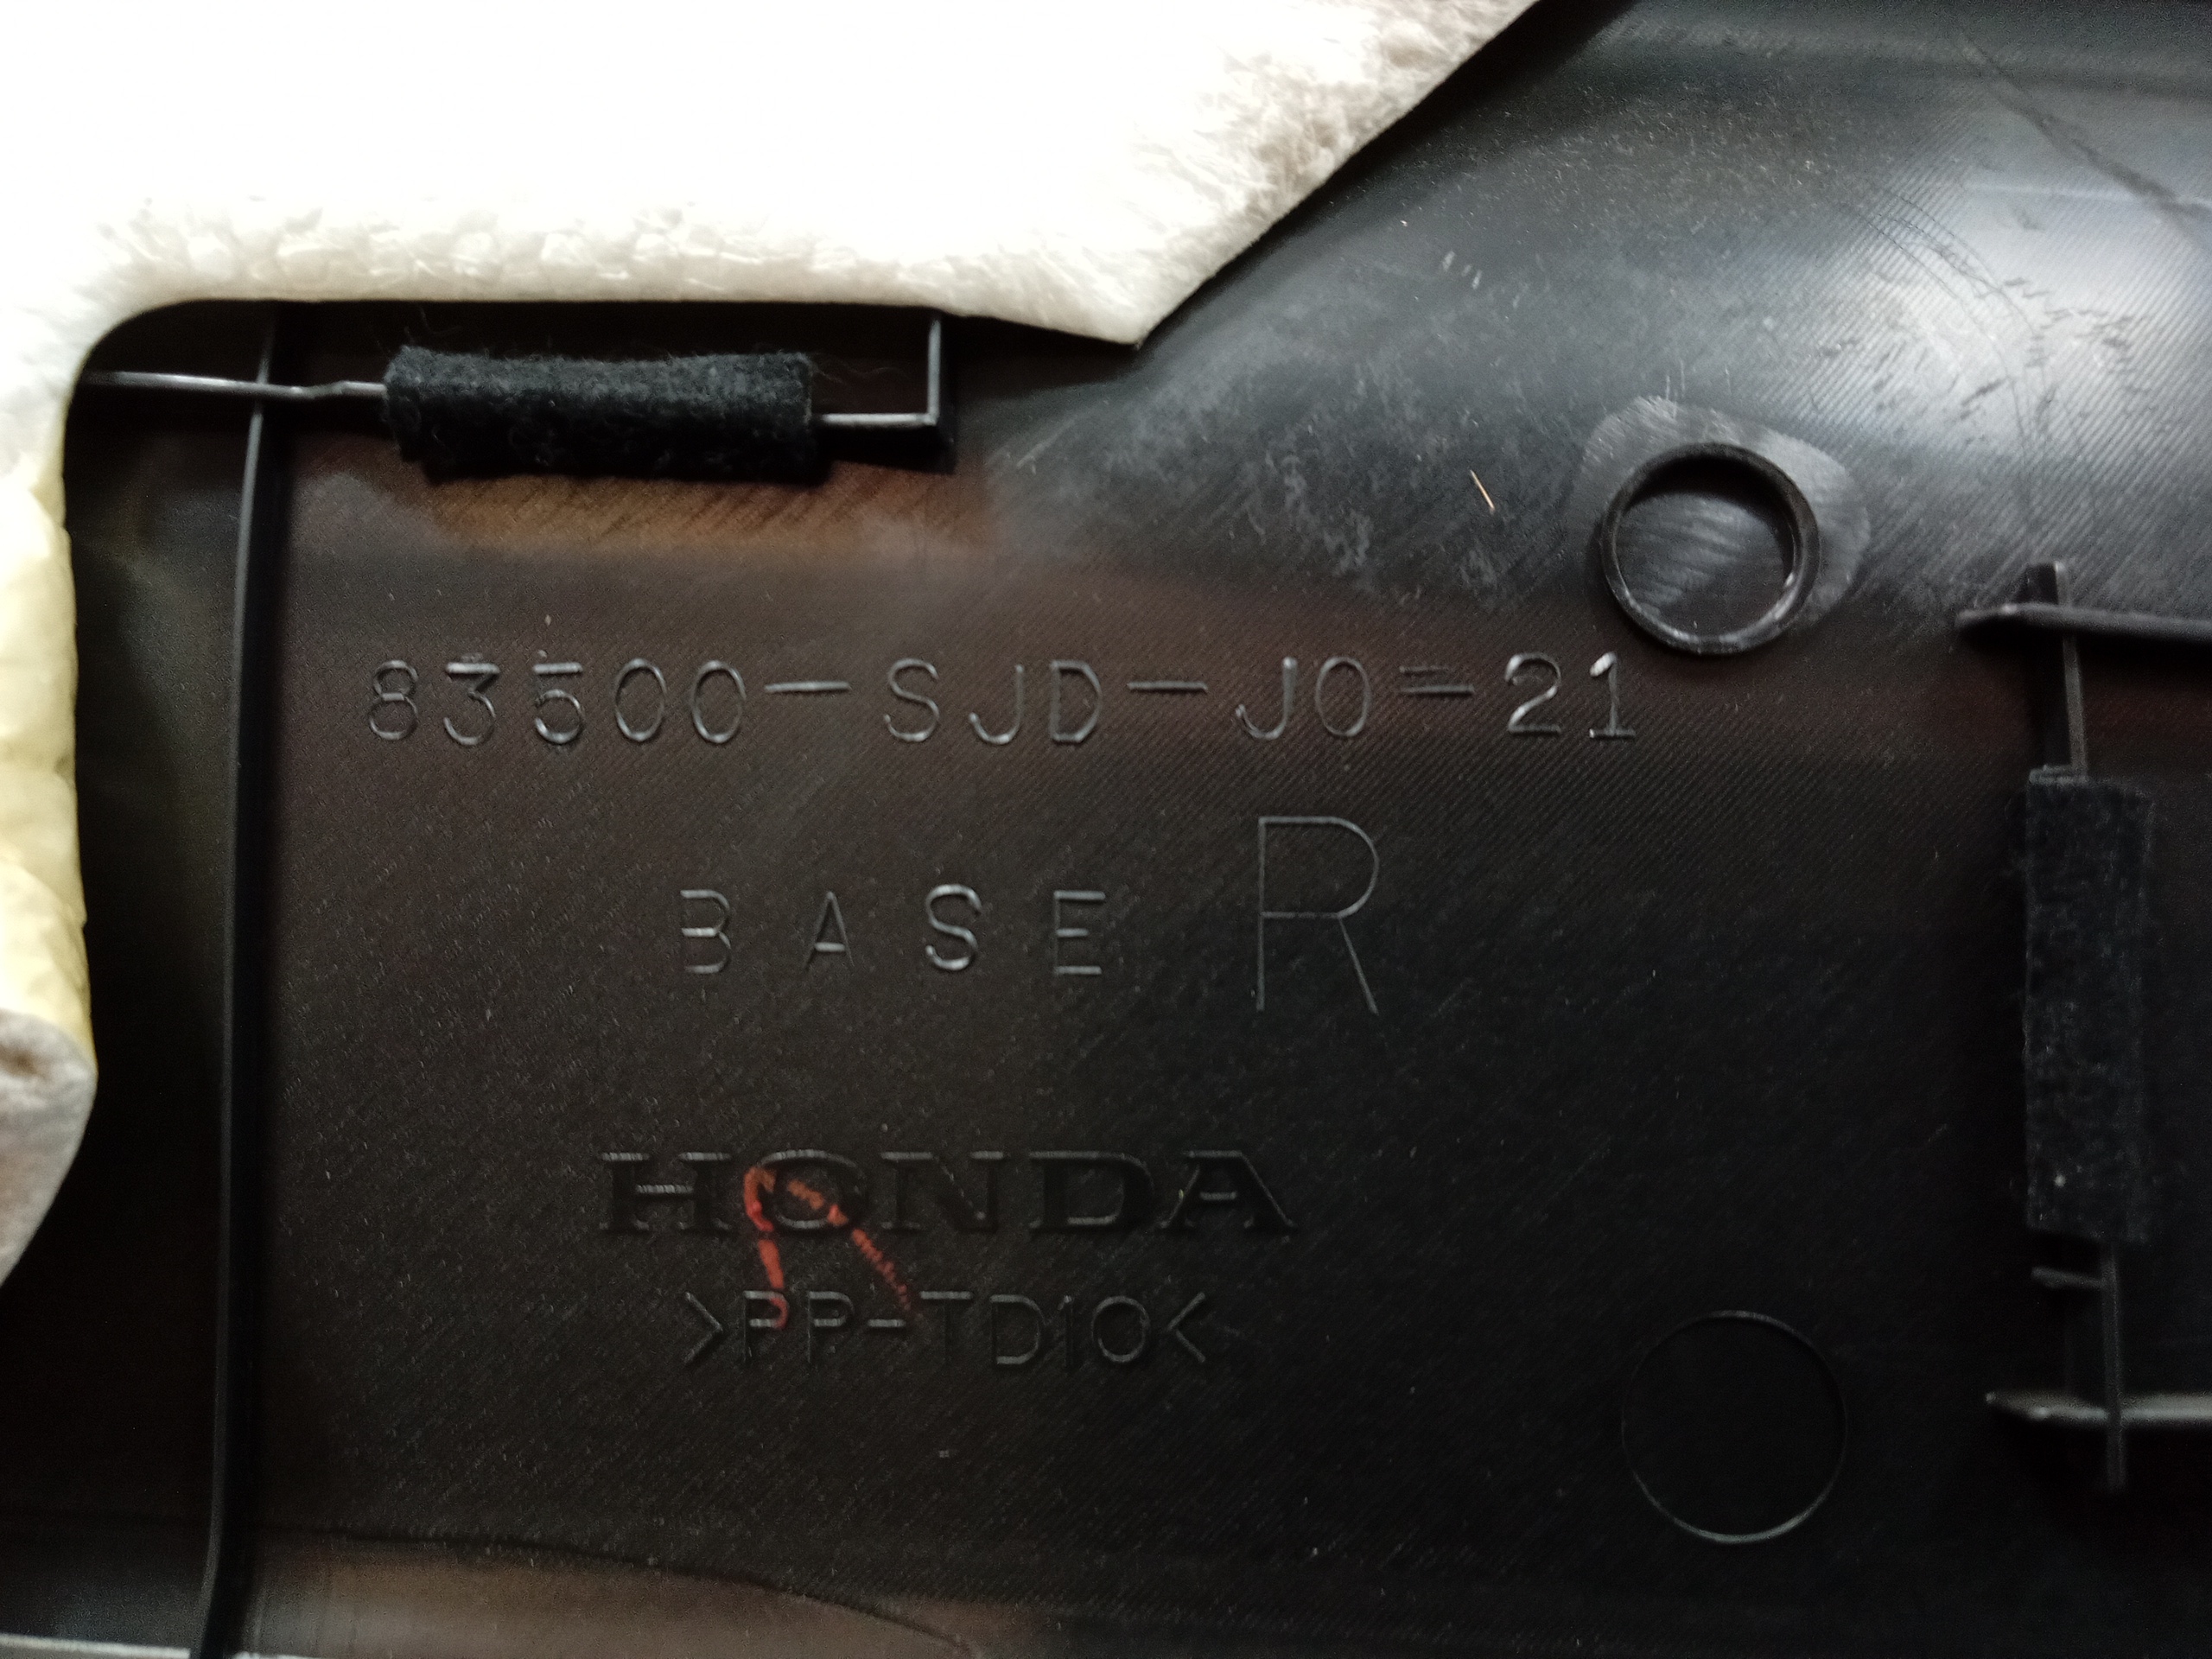 83500-SJD-J0-21
BASE R
HONDA
>PP-TD10<